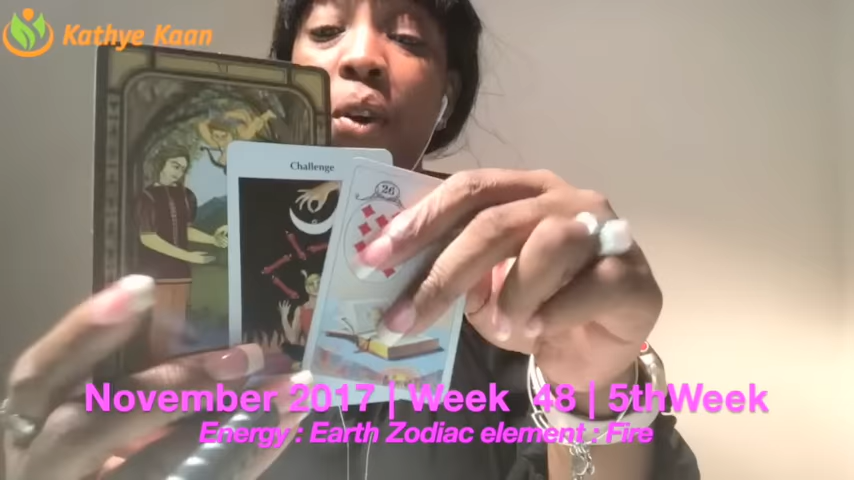 Kathye Kaan
Challenge
26
November 2017 | Week 48 | 5thWeek
Energy : Earth Zodiac element : Fire